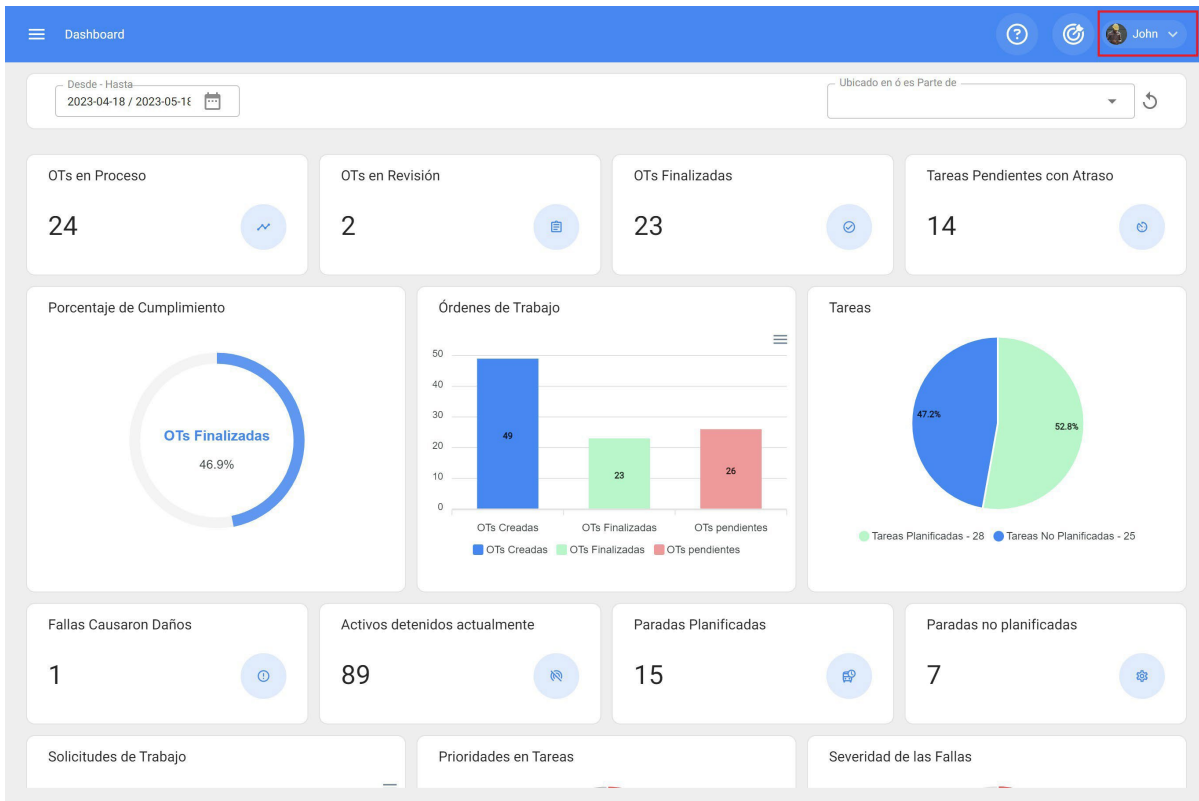 Dashboard
John
Desde - Hasta
2023-04-18 / 2023-05-18
Ubicado en ó es Parte de
OTs en Proceso
24
OTs en Revisión
2
OTs Finalizadas
23
Tareas Pendientes con Atraso
14
Porcentaje de Cumplimiento
OTs Finalizadas
46.9%
Órdenes de Trabajo
50
40
30
20
10
0
49
23
26
OTs Creadas
OTs Finalizadas
OTs pendientes
OTs Creadas OTs Finalizadas OTs pendientes
Tareas
47.2%
52.8%
Tareas Planificadas - 28 Tareas No Planificadas - 25
Fallas Causaron Daños
1
Activos detenidos actualmente
89
Paradas Planificadas
15
Paradas no planificadas
7
Solicitudes de Trabajo
Prioridades en Tareas
Severidad de las Fallas